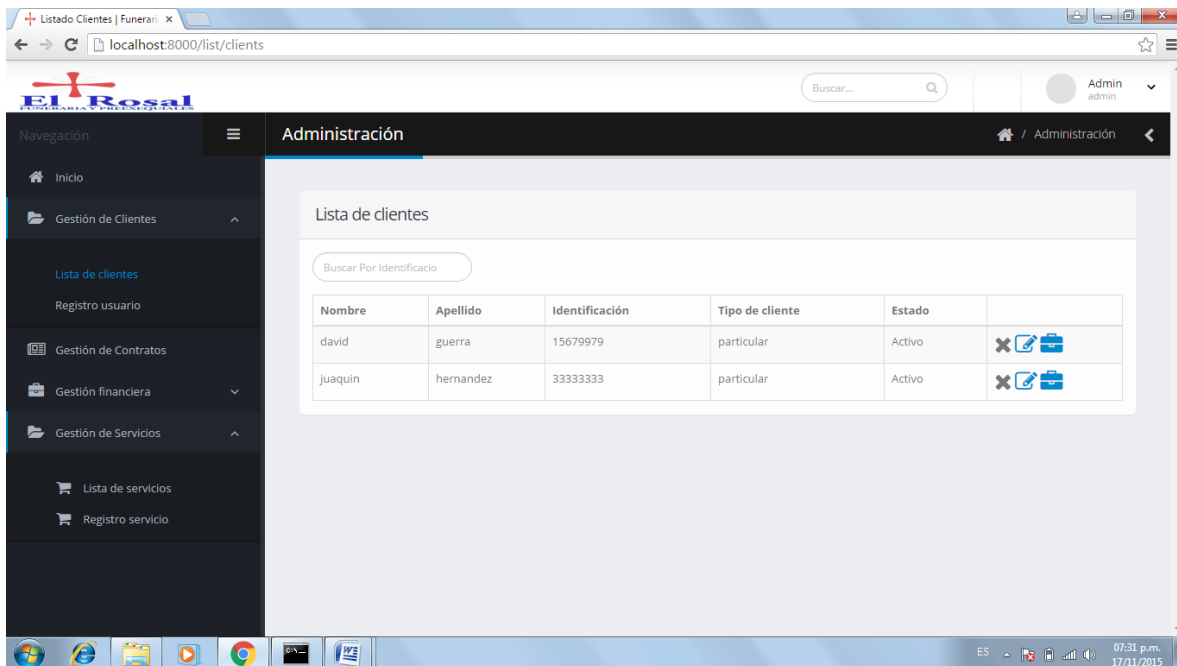 Listado Clientes | Funerari
localhost:8000/list/clients
El Rosal
FUNERARIA Y PREEXEQUIALES
Buscar...
Admin
admin
Navegación
Administración
/ Administración
Inicio
Gestión de Clientes
Lista de clientes
Registro usuario
Gestión de Contratos
Gestión financiera
Gestión de Servicios
Lista de servicios
Registro servicio
Lista de clientes
Buscar Por Identificacio
Nombre Apellido Identificación Tipo de cliente Estado
david guerra 15679979 particular Activo
juaquin hernandez 33333333 particular Activo
ES
07:31 p.m.
17/11/2015